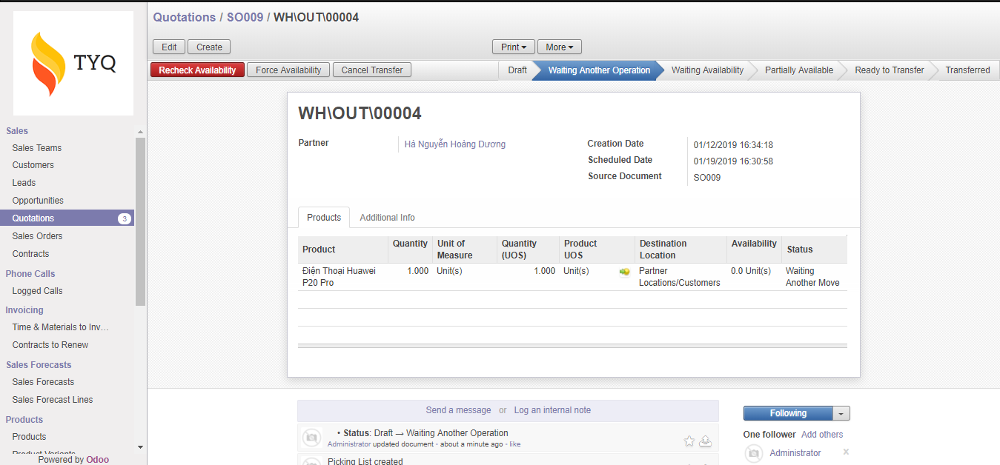 Quotations / SO009 / WH\OUT\00004
TYQ
Edit
Create
Print
More
Recheck Availability
Force Availability
Cancel Transfer
Draft
Waiting Another Operation
Waiting Availability
Partially Available
Ready to Transfer
Transferred
Sales
Sales Teams
Customers
Leads
Opportunities
Quotations 3
Sales Orders
Contracts
Phone Calls
Logged Calls
Invoicing
Time & Materials to Inv…
Contracts to Renew
Sales Forecasts
Sales Forecasts
Sales Forecast Lines
Products
Products
Product Variants
Powered by Odoo
WH\OUT\00004
Partner
Hà Nguyễn Hoàng Dương
Creation Date
01/12/2019 16:34:18
Scheduled Date
01/19/2019 16:30:58
Source Document
SO009
Products
Additional Info
Product
Quantity
Unit of
Measure
Quantity
(UOS)
Product
UOS
Destination
Location
Availability
Status
Điện Thoại Huawei
P20 Pro
1.000
Unit(s)
1.000
Unit(s)
Partner
Locations/Customers
0.0 Unit(s)
Waiting
Another Move
Send a message or Log an internal note
• Status: Draft → Waiting Another Operation
Administrator updated document - about a minute ago - like
Picking List created
Following
One follower Add others
Administrator x